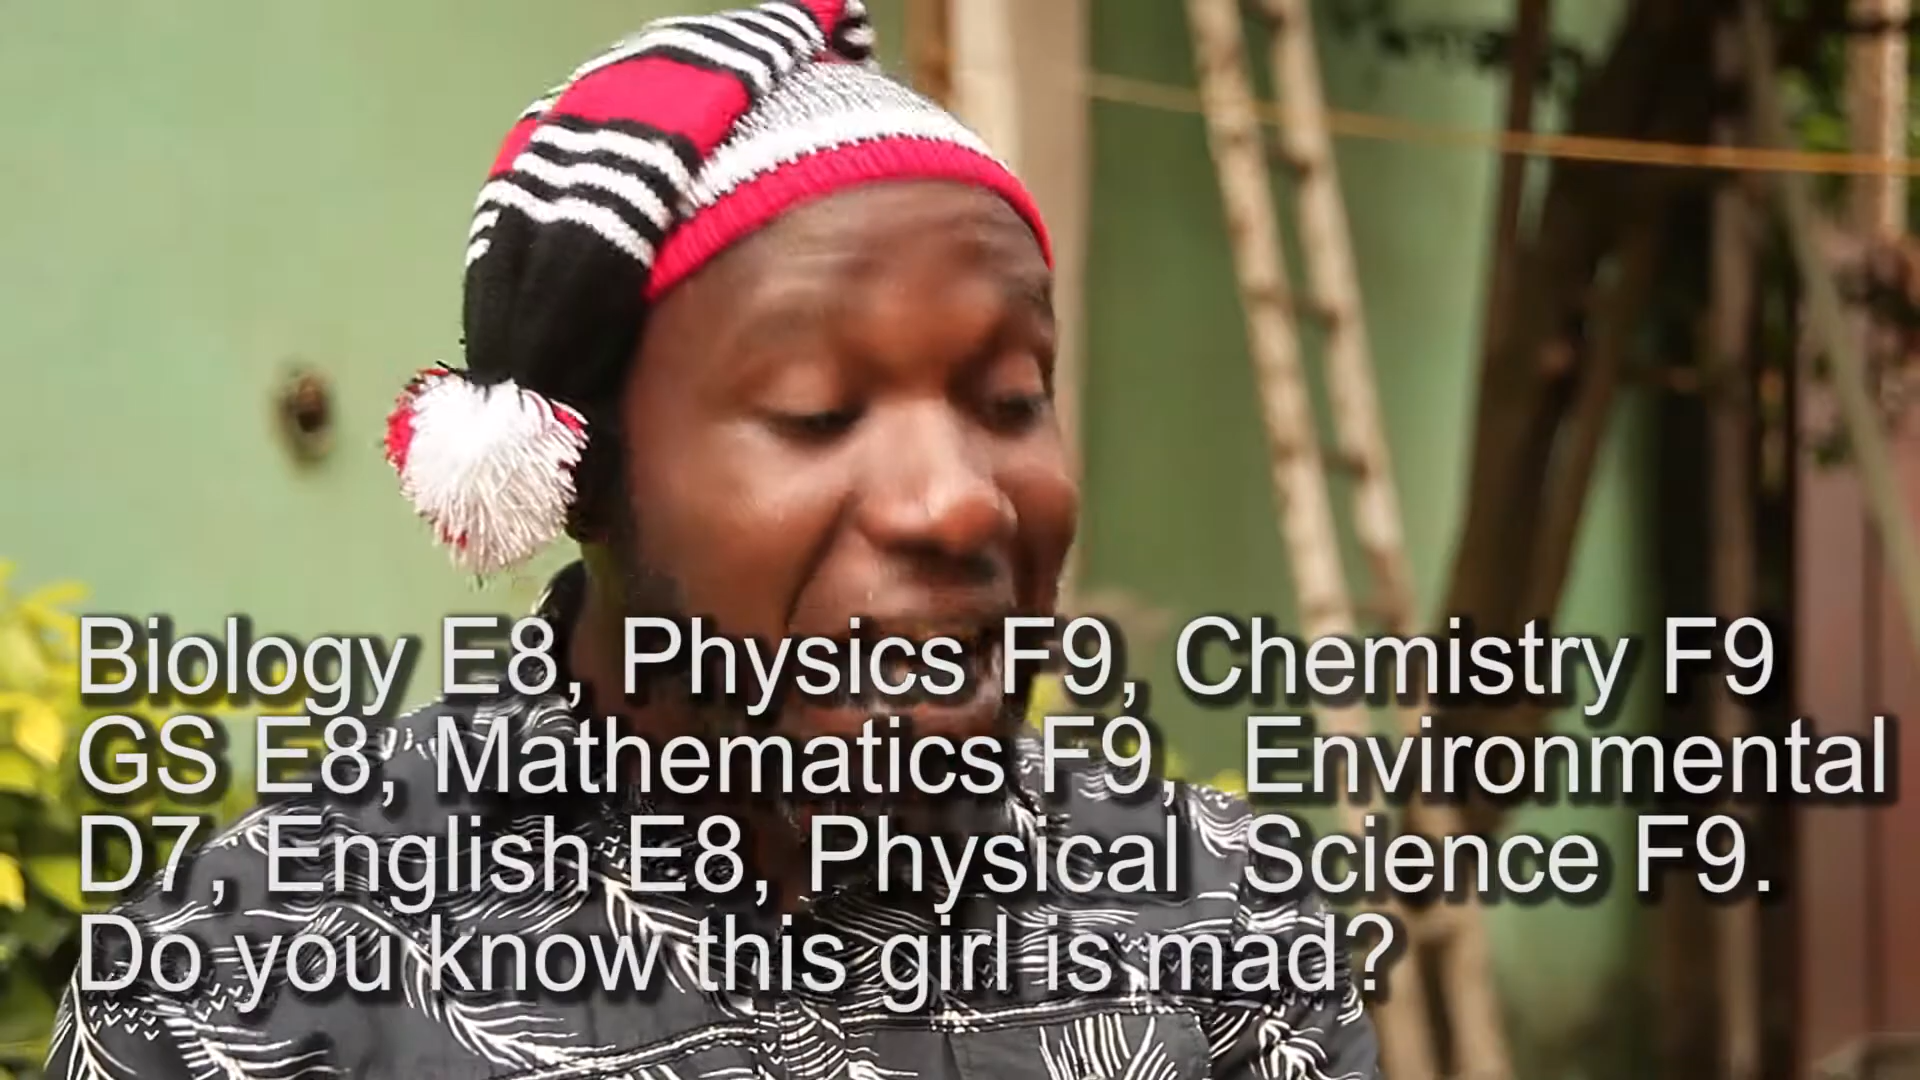 Biology E8, Physics F9, Chemistry F9
GS E8, Mathematics F9, Environmental
D7, English E8, Physical Science F9.
Do you know this girl is mad?